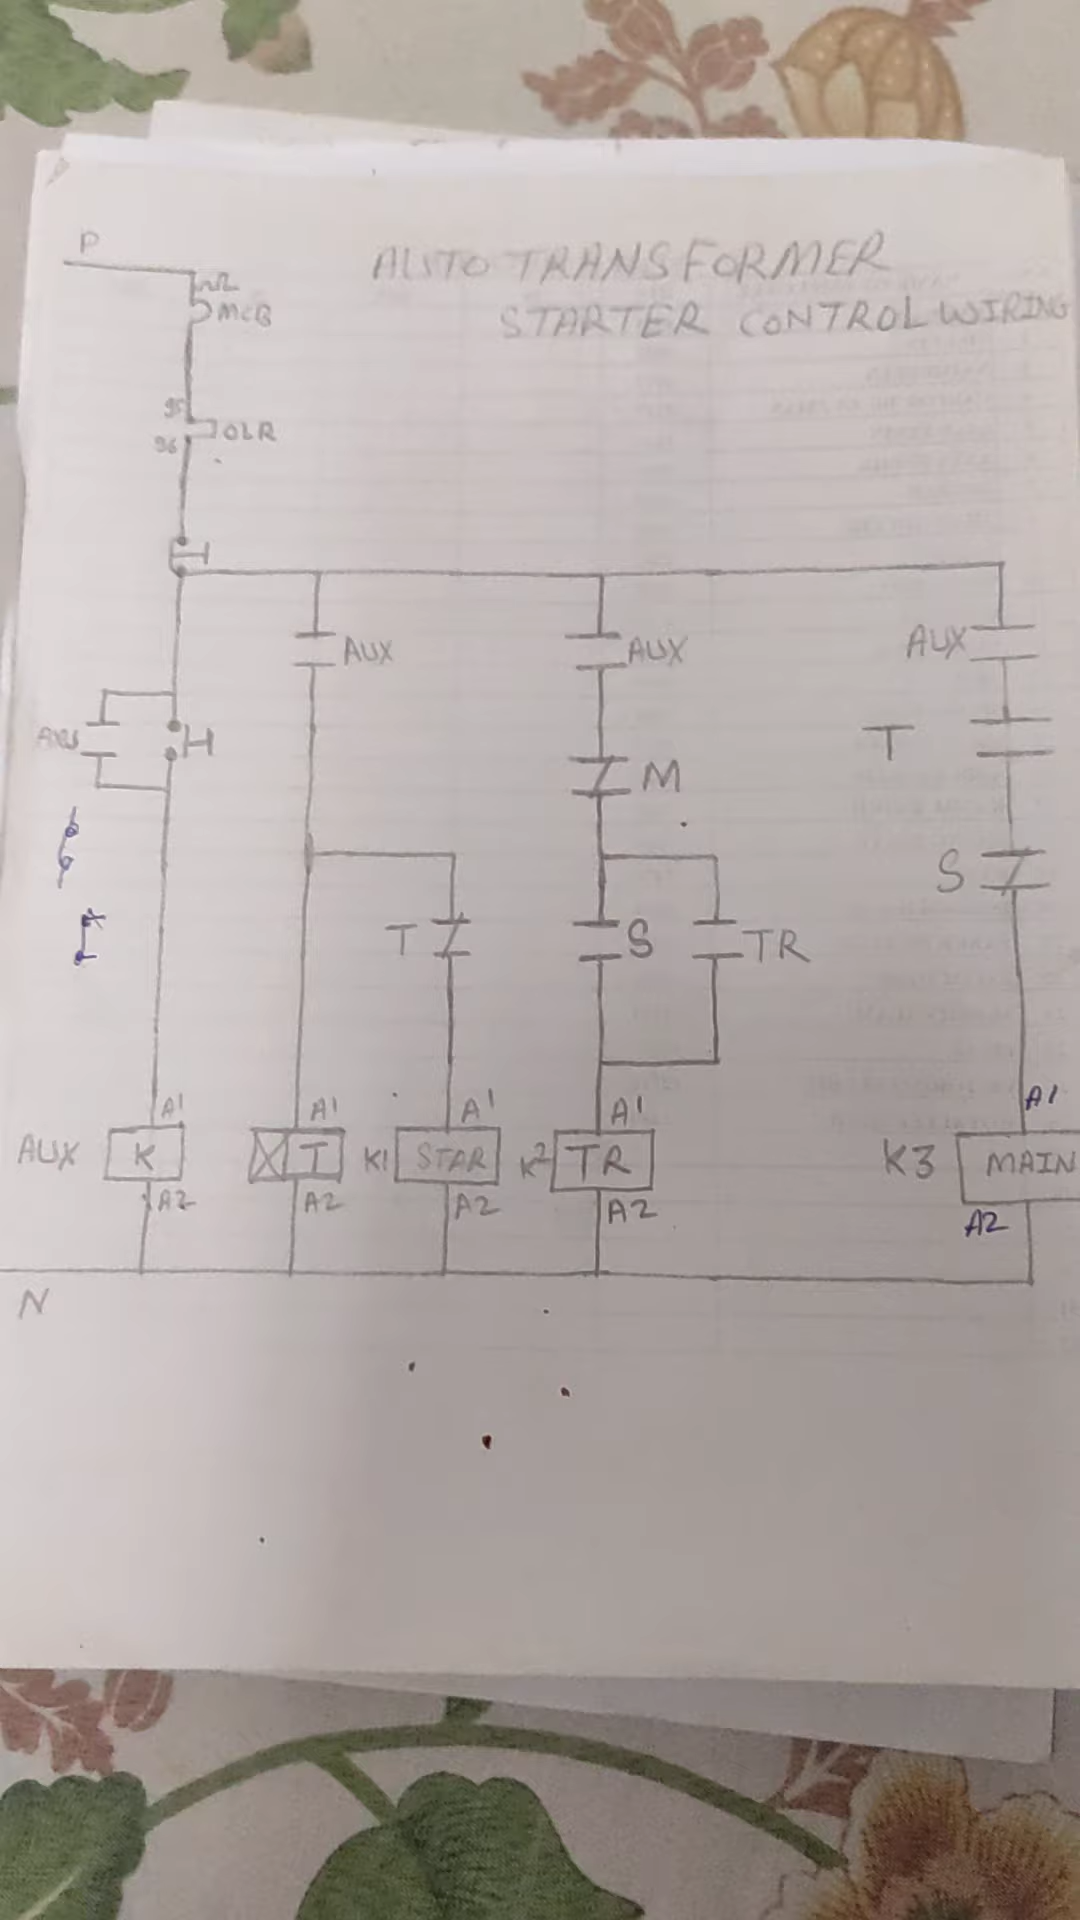 P
AUTO TRANSFORMER
STARTER CONTROL WIRING
MCB
95
OLR
96
AUX
AUX
AUX
T
M
S
T
S
TR
A1
A1
A1
A1
A1
AUX
K
T
K1
STAR
K2
TR
K3
MAIN
A2
A2
A2
A2
A2
N